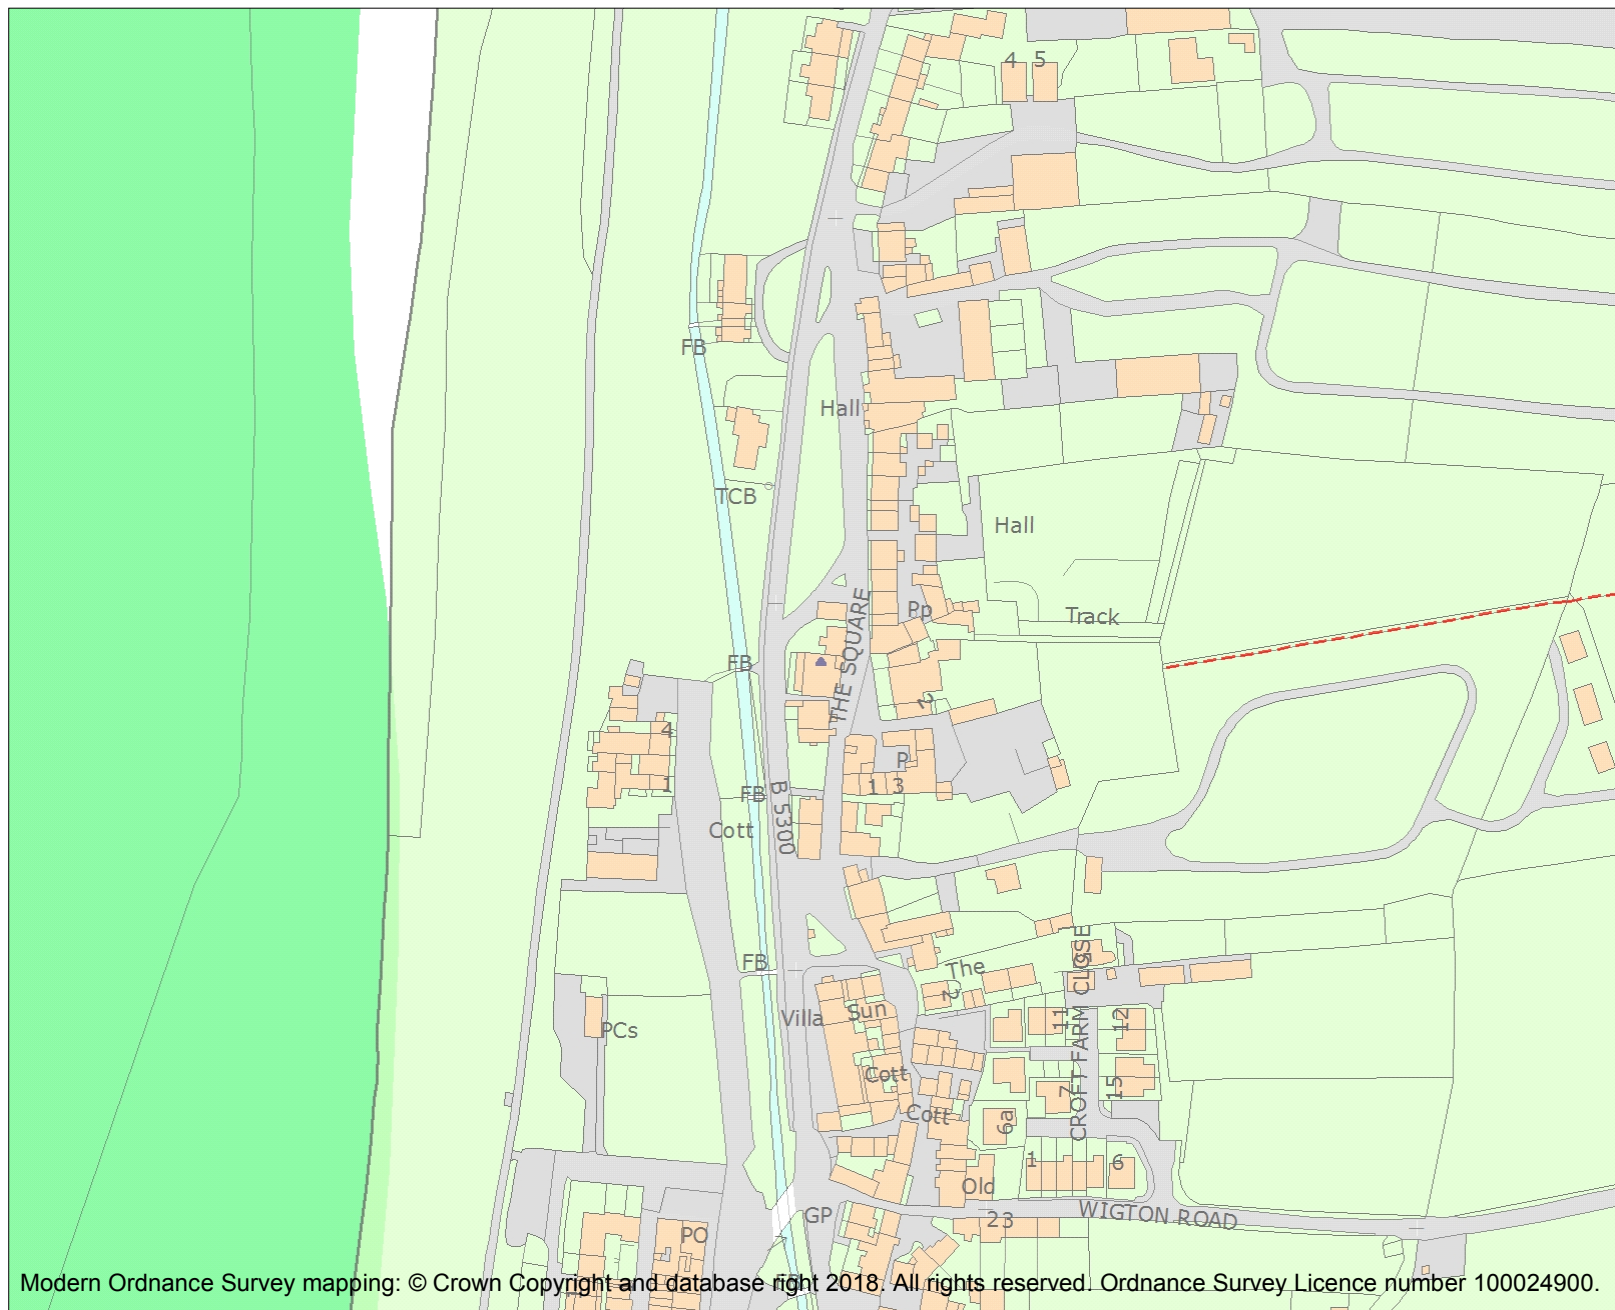 4 5
FB
Hall
TCB
Hall
Pp
Track
THE SQUARE
FB
2
4
P
1
1 3
FB
B 5300
Cott
CROFT FARM CLOSE
FB
The
2
Villa
Sun
11
12
PCs
Cott
7
15
Cott
6a
1
6
Old
GP
23
WIGTON ROAD
PO
Modern Ordnance Survey mapping: © Crown Copyright and database right 2018. All rights reserved. Ordnance Survey Licence number 100024900.